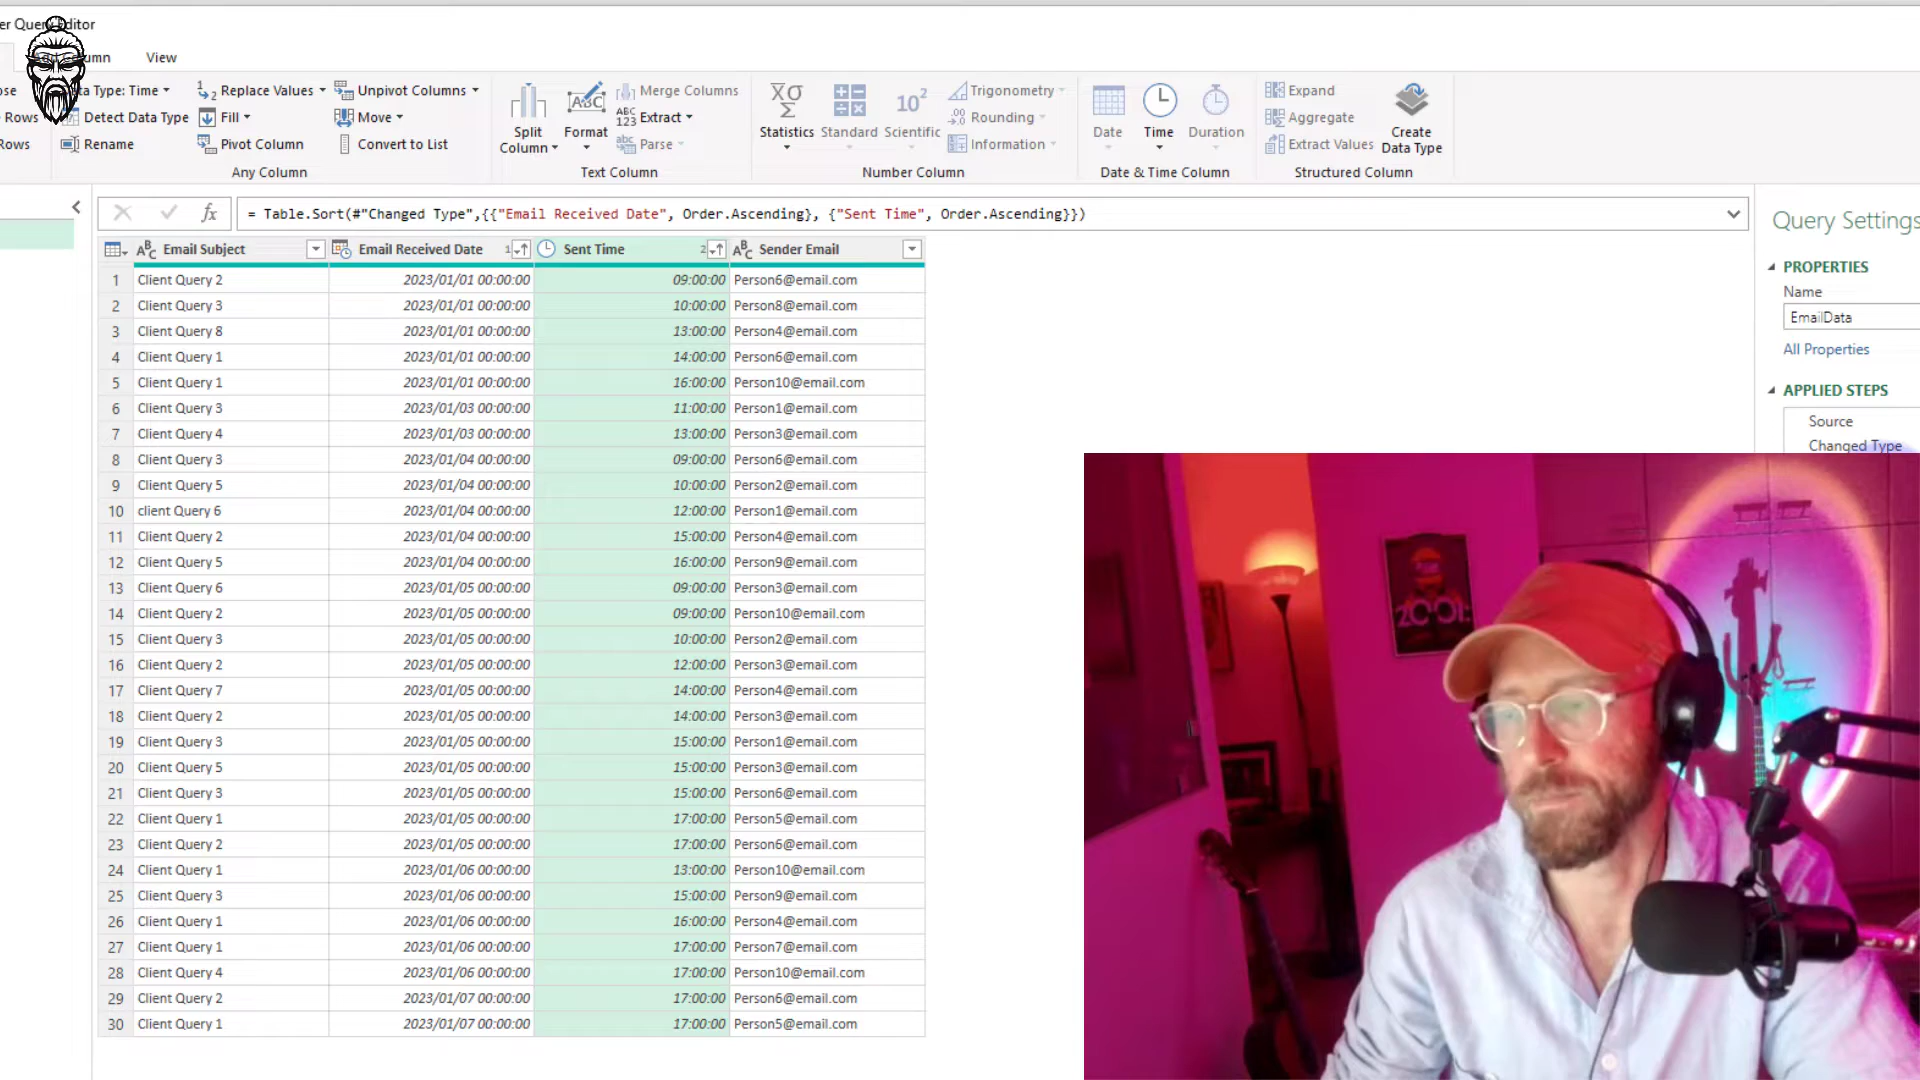 er Query Editor
Column
View
ose
Rows
Rows
ta Type: Time
Detect Data Type
Rename
Replace Values
Fill
Pivot Column
Unpivot Columns
Move
Convert to List
Any Column
Split Column
Format
Merge Columns
Extract
Parse
Text Column
Statistics
Standard
Scientific
Trigonometry
Rounding
Information
Number Column
Date
Time
Duration
Date & Time Column
Expand
Aggregate
Extract Values
Create Data Type
Structured Column
fx = Table.Sort(#"Changed Type",{{"Email Received Date", Order.Ascending}, {"Sent Time", Order.Ascending}})
Email Subject Email Received Date 1 Sent Time 2 Sender Email
1 Client Query 2 2023/01/01 00:00:00 09:00:00 Person6@email.com
2 Client Query 3 2023/01/01 00:00:00 10:00:00 Person8@email.com
3 Client Query 8 2023/01/01 00:00:00 13:00:00 Person4@email.com
4 Client Query 1 2023/01/01 00:00:00 14:00:00 Person6@email.com
5 Client Query 1 2023/01/01 00:00:00 16:00:00 Person10@email.com
6 Client Query 3 2023/01/03 00:00:00 11:00:00 Person1@email.com
7 Client Query 4 2023/01/03 00:00:00 13:00:00 Person3@email.com
8 Client Query 3 2023/01/04 00:00:00 09:00:00 Person6@email.com
9 Client Query 5 2023/01/04 00:00:00 10:00:00 Person2@email.com
10 client Query 6 2023/01/04 00:00:00 12:00:00 Person1@email.com
11 Client Query 2 2023/01/04 00:00:00 15:00:00 Person4@email.com
12 Client Query 5 2023/01/04 00:00:00 16:00:00 Person9@email.com
13 Client Query 6 2023/01/05 00:00:00 09:00:00 Person3@email.com
14 Client Query 2 2023/01/05 00:00:00 09:00:00 Person10@email.com
15 Client Query 3 2023/01/05 00:00:00 10:00:00 Person2@email.com
16 Client Query 2 2023/01/05 00:00:00 12:00:00 Person3@email.com
17 Client Query 7 2023/01/05 00:00:00 14:00:00 Person4@email.com
18 Client Query 2 2023/01/05 00:00:00 14:00:00 Person3@email.com
19 Client Query 3 2023/01/05 00:00:00 15:00:00 Person1@email.com
20 Client Query 5 2023/01/05 00:00:00 15:00:00 Person3@email.com
21 Client Query 3 2023/01/05 00:00:00 15:00:00 Person6@email.com
22 Client Query 1 2023/01/05 00:00:00 17:00:00 Person5@email.com
23 Client Query 2 2023/01/05 00:00:00 17:00:00 Person6@email.com
24 Client Query 1 2023/01/06 00:00:00 13:00:00 Person10@email.com
25 Client Query 3 2023/01/06 00:00:00 15:00:00 Person9@email.com
26 Client Query 1 2023/01/06 00:00:00 16:00:00 Person4@email.com
27 Client Query 1 2023/01/06 00:00:00 17:00:00 Person7@email.com
28 Client Query 4 2023/01/06 00:00:00 17:00:00 Person10@email.com
29 Client Query 2 2023/01/07 00:00:00 17:00:00 Person6@email.com
30 Client Query 1 2023/01/07 00:00:00 17:00:00 Person5@email.com
Query Settings
PROPERTIES
Name
EmailData
All Properties
APPLIED STEPS
Source
Changed Type
2001: